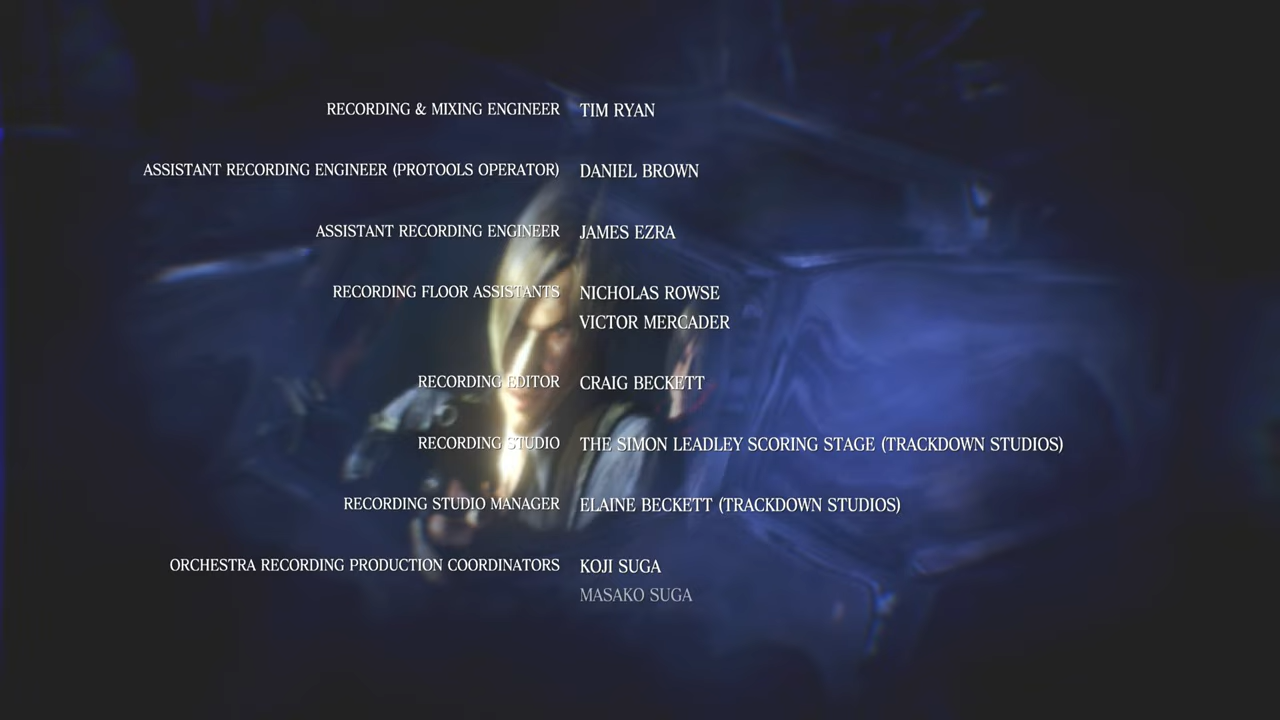 RECORDING & MIXING ENGINEER TIM RYAN
ASSISTANT RECORDING ENGINEER (PROTOOLS OPERATOR) DANIEL BROWN
ASSISTANT RECORDING ENGINEER JAMES EZRA
RECORDING FLOOR ASSISTANTS NICHOLAS ROWSE
VICTOR MERCADER
RECORDING EDITOR CRAIG BECKETT
RECORDING STUDIO THE SIMON LEADLEY SCORING STAGE (TRACKDOWN STUDIOS)
RECORDING STUDIO MANAGER ELAINE BECKETT (TRACKDOWN STUDIOS)
ORCHESTRA RECORDING PRODUCTION COORDINATORS KOJI SUGA
MASAKO SUGA